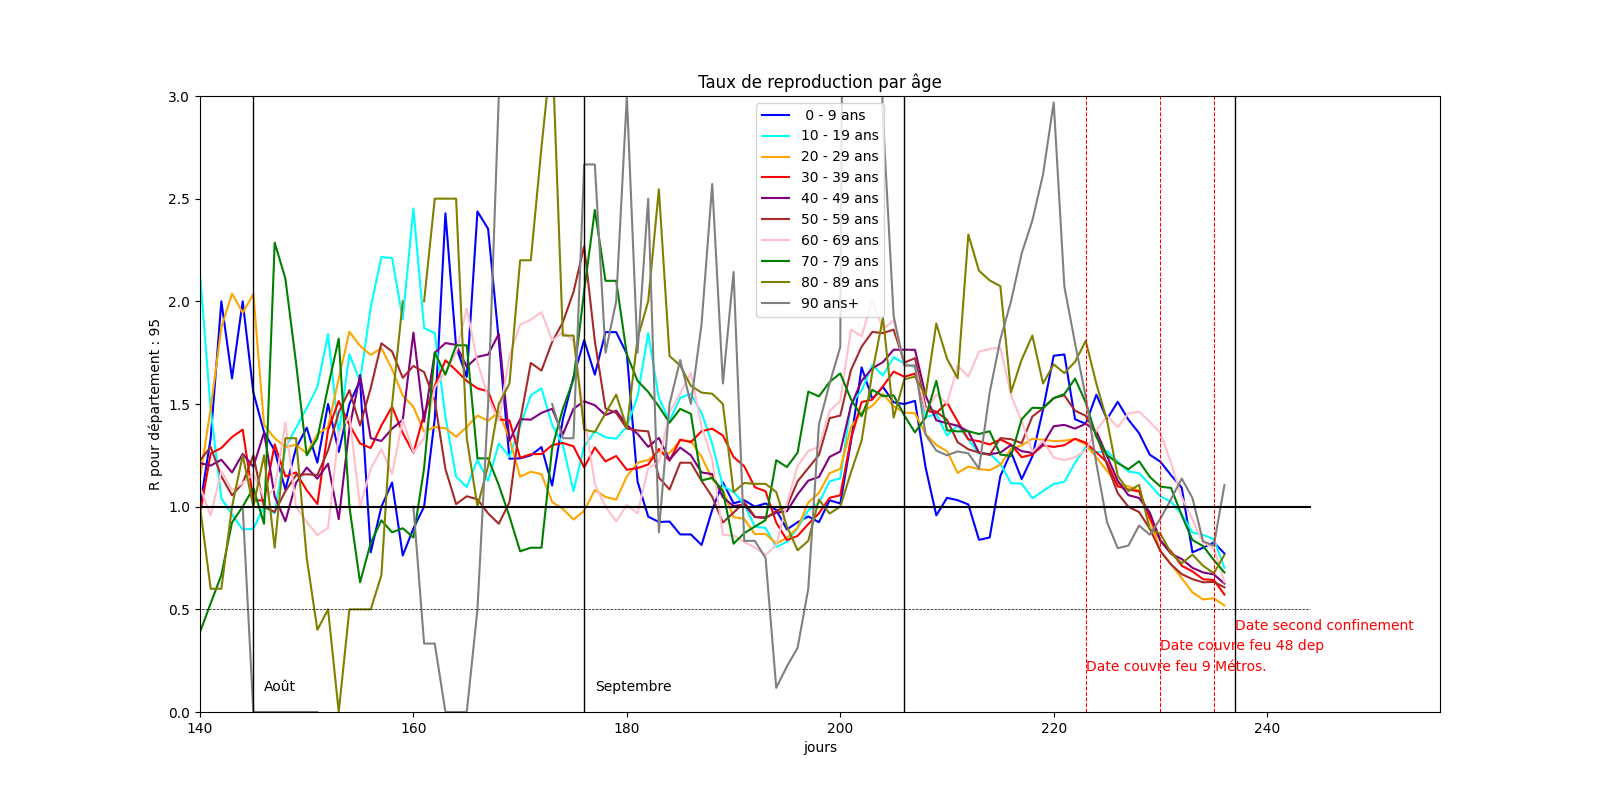 Taux de reproduction par âge
R pour département : 95
3.0
2.5
2.0
1.5
1.0
0.5
0.0
0 - 9 ans
10 - 19 ans
20 - 29 ans
30 - 39 ans
40 - 49 ans
50 - 59 ans
60 - 69 ans
70 - 79 ans
80 - 89 ans
90 ans+
Date second confinement
Date couvre feu 48 dep
Date couvre feu 9 Métros.
Août
Septembre
140
160
180
200
220
240
jours